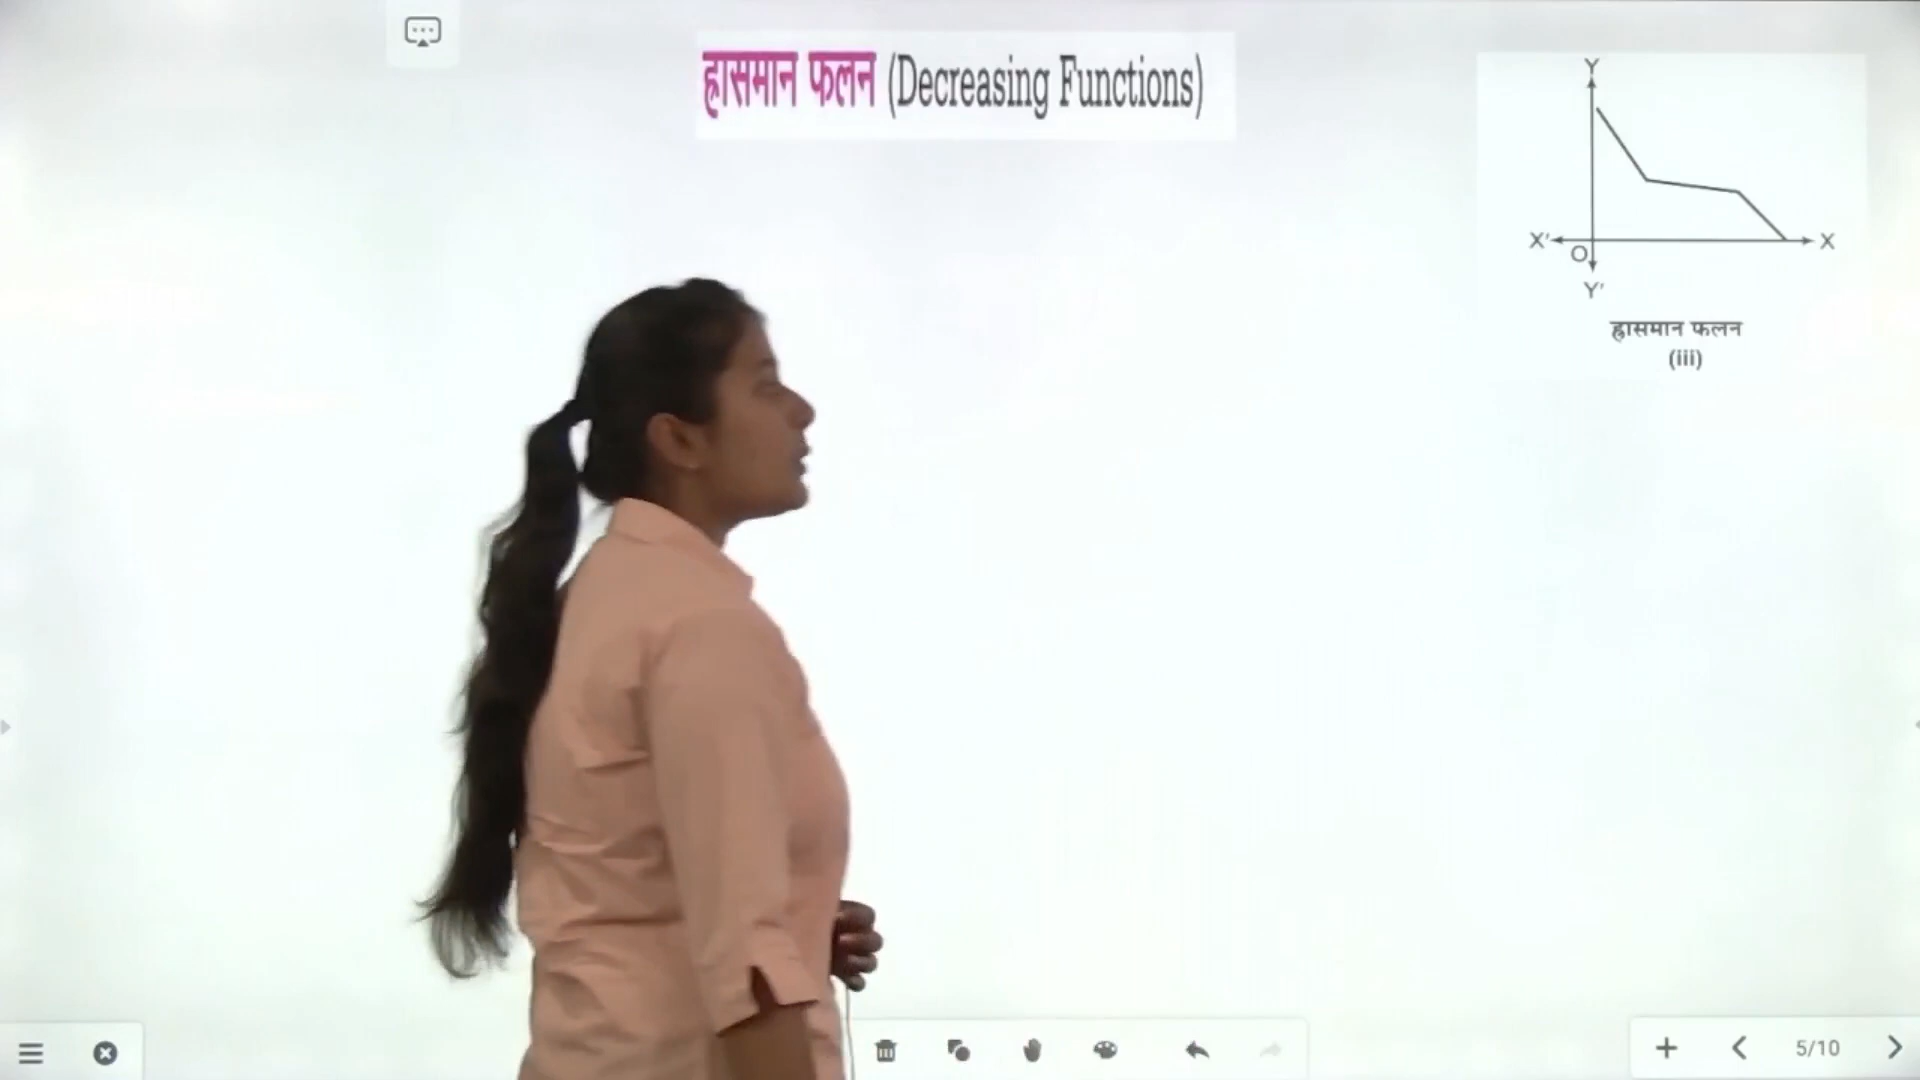 ह्रासमान फलन (Decreasing Functions)
Y
X' X
O
Y'
ह्रासमान फलन
(iii)
5/10